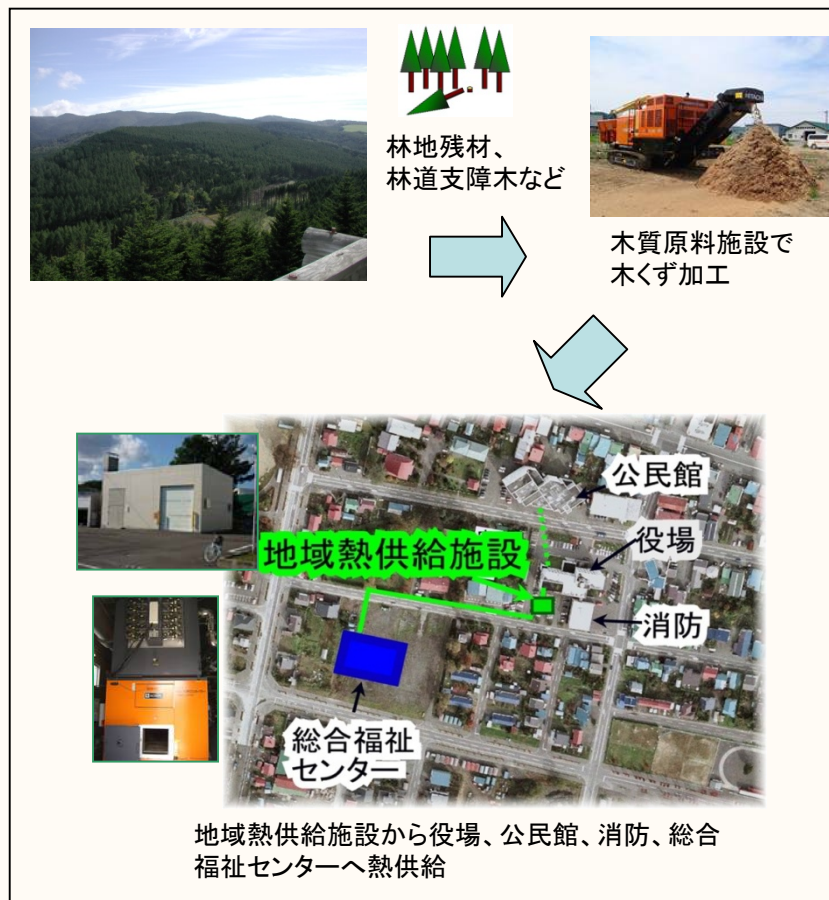 林地残材、
林道支障木など
HITACHI
木質原料施設で
木くず加工
公民館
役場
地域熱供給施設
消防
総合福祉
センター
地域熱供給施設から役場、公民館、消防、総合
福祉センターへ熱供給